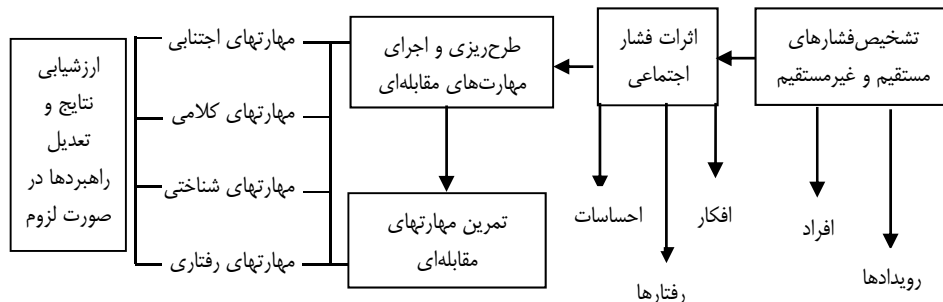 تشخیص‌فشارهای
مستقیم و غیرمستقیم
اثرات فشار
اجتماعی
طرح‌ریزی و اجرای
مهارت‌های مقابله‌ای
مهارتهای اجتنابی
مهارتهای کلامی
مهارتهای شناختی
مهارتهای رفتاری
ارزشیابی
نتایج و
تعدیل
راهبردها در
صورت لزوم
تمرین مهارتهای
مقابله‌ای
افراد
رویدادها
افکار
رفتارها
احساسات